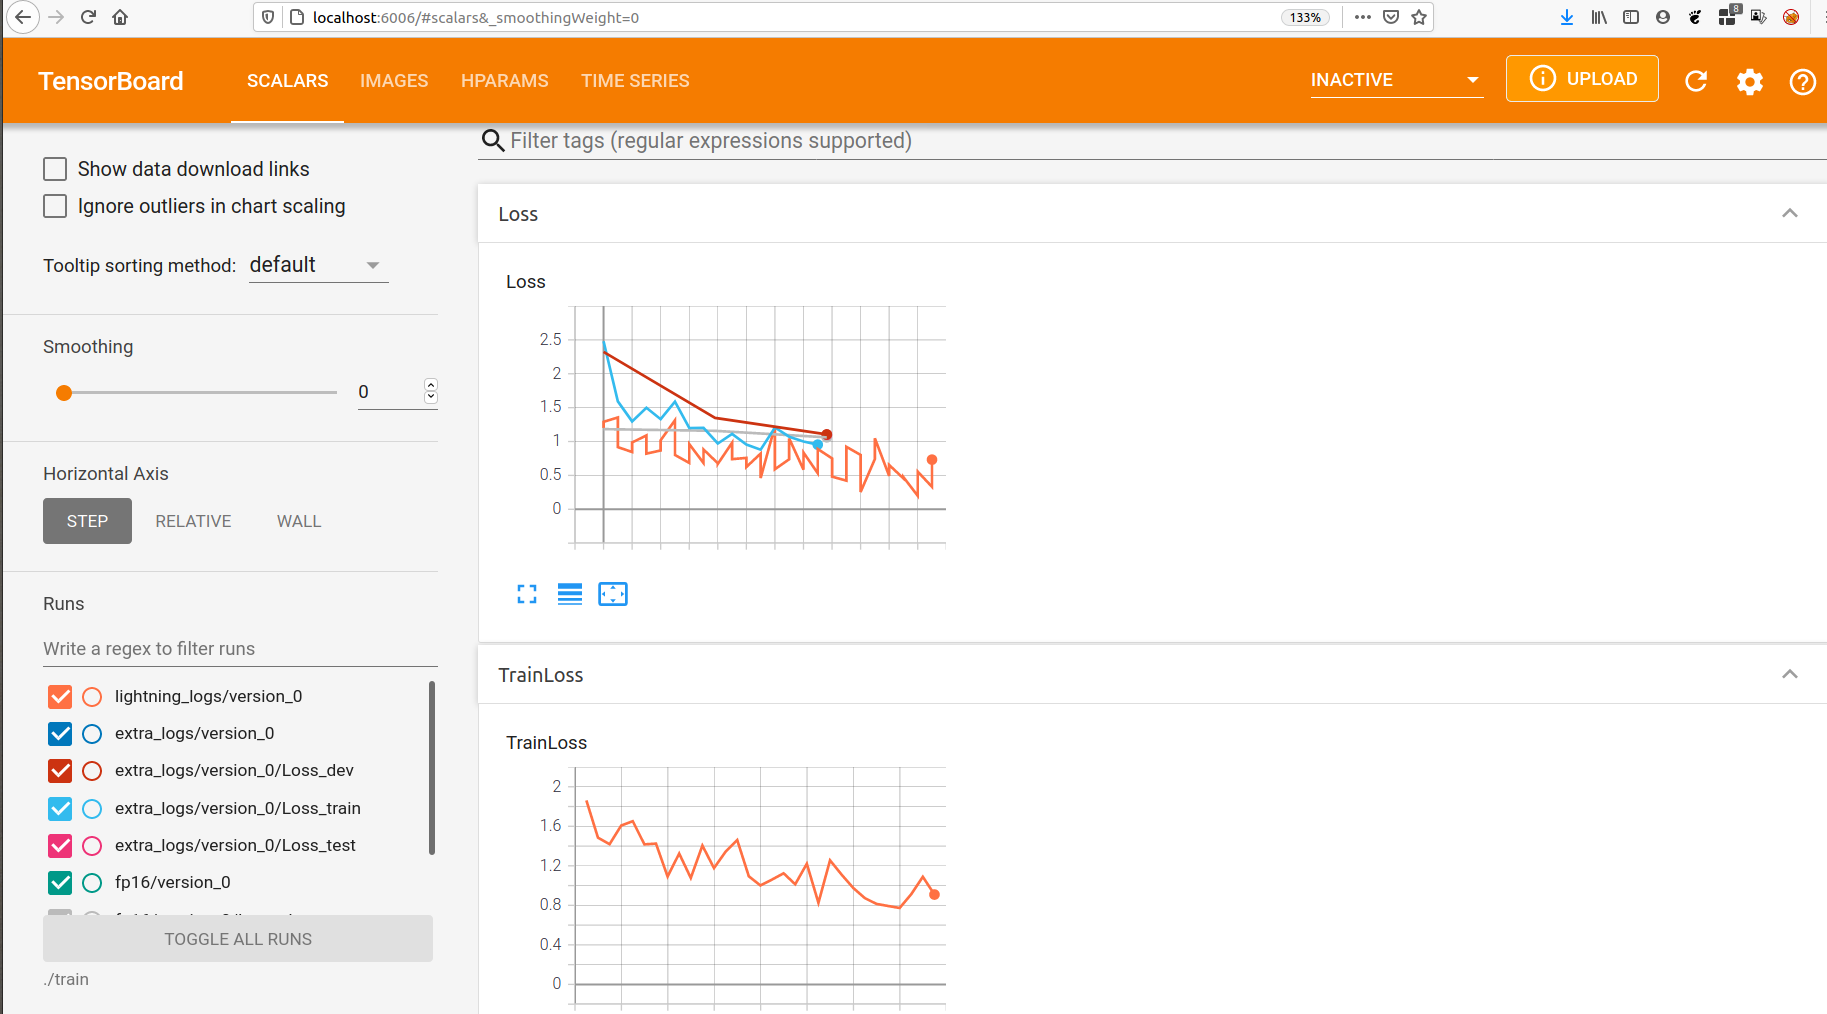 localhost:6006/#scalars&_smoothingWeight=0
133%
8
TensorBoard
SCALARS
IMAGES
HPARAMS
TIME SERIES
INACTIVE
UPLOAD
Show data download links
Ignore outliers in chart scaling
Tooltip sorting method:
default
Smoothing
0
Horizontal Axis
STEP
RELATIVE
WALL
Runs
Write a regex to filter runs
lightning_logs/version_0
extra_logs/version_0
extra_logs/version_0/Loss_dev
extra_logs/version_0/Loss_train
extra_logs/version_0/Loss_test
fp16/version_0
TOGGLE ALL RUNS
./train
Filter tags (regular expressions supported)
Loss
Loss
2.5
2
1.5
1
0.5
0
TrainLoss
TrainLoss
2
1.6
1.2
0.8
0.4
0